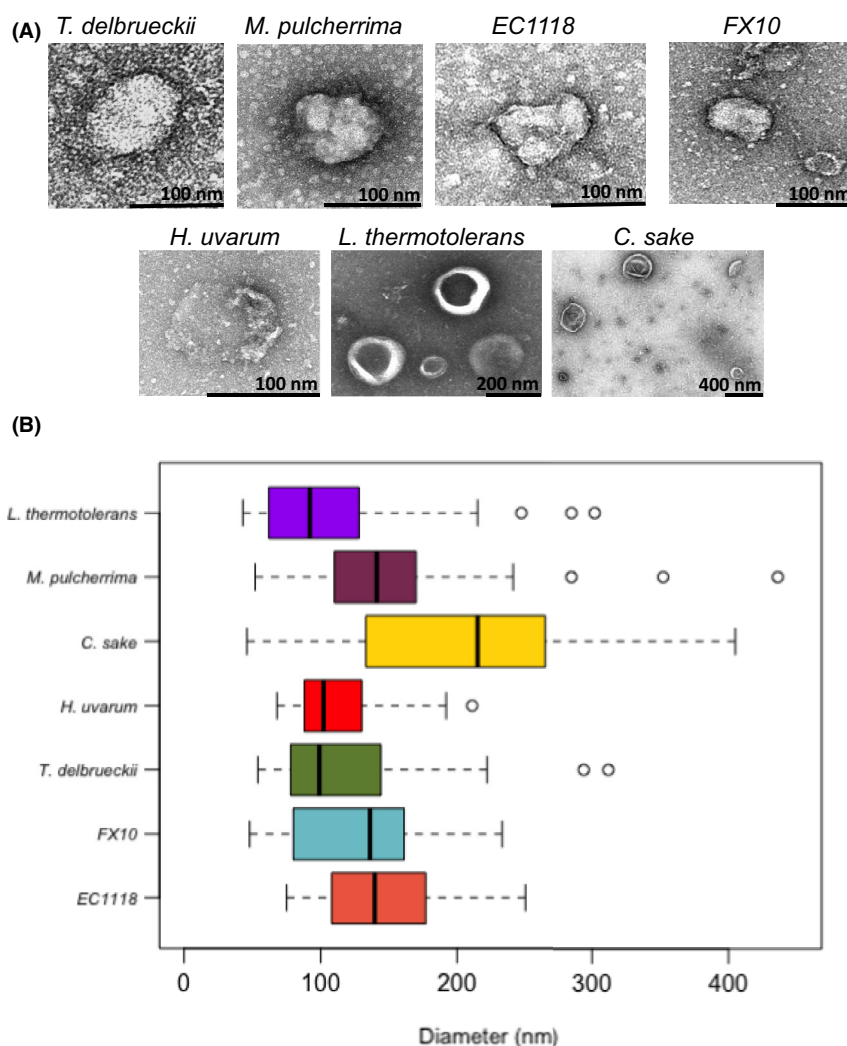 (A)
T. delbrueckii M. pulcherrima EC1118 FX10
100 nm 100 nm 100 nm 100 nm
H. uvarum L. thermotolerans C. sake
100 nm 200 nm 400 nm
(B)
L. thermotolerans
M. pulcherrima
C. sake
H. uvarum
T. delbrueckii
FX10
EC1118
0 100 200 300 400
Diameter (nm)